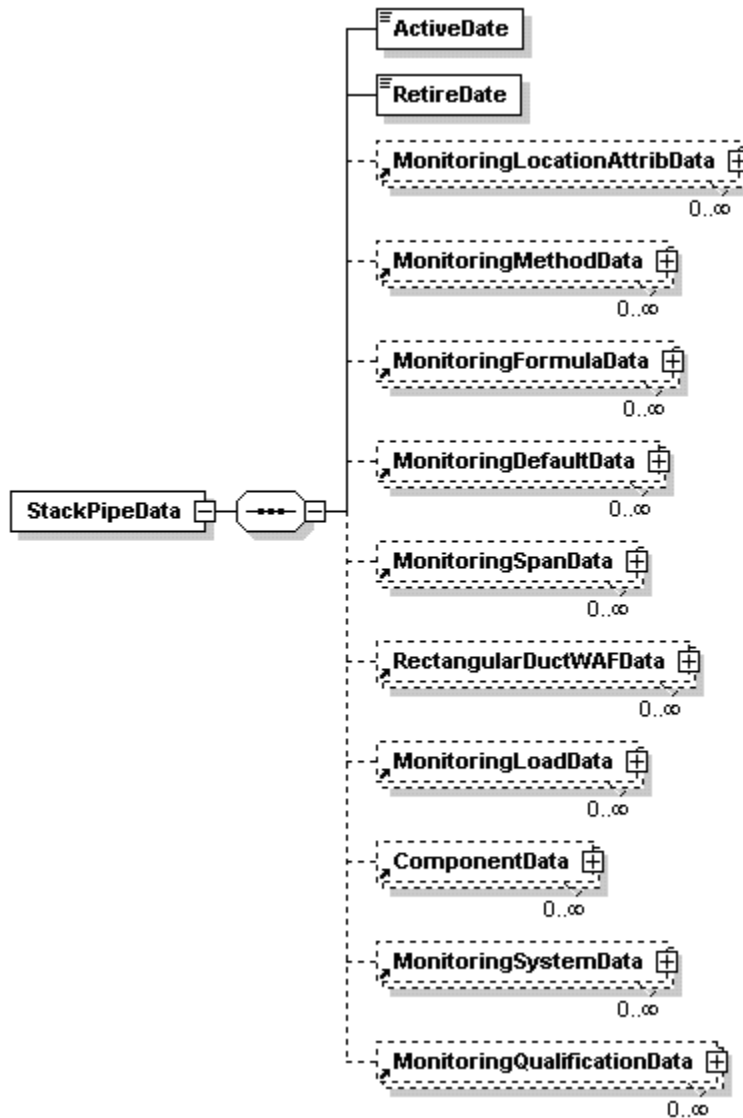 ActiveDate
RetireDate
MonitoringLocationAttribData
0..∞
MonitoringMethodData
0..∞
MonitoringFormulaData
0..∞
MonitoringDefaultData
0..∞
StackPipeData
MonitoringSpanData
0..∞
RectangularDuctWAFData
0..∞
MonitoringLoadData
0..∞
ComponentData
0..∞
MonitoringSystemData
0..∞
MonitoringQualificationData
0..∞